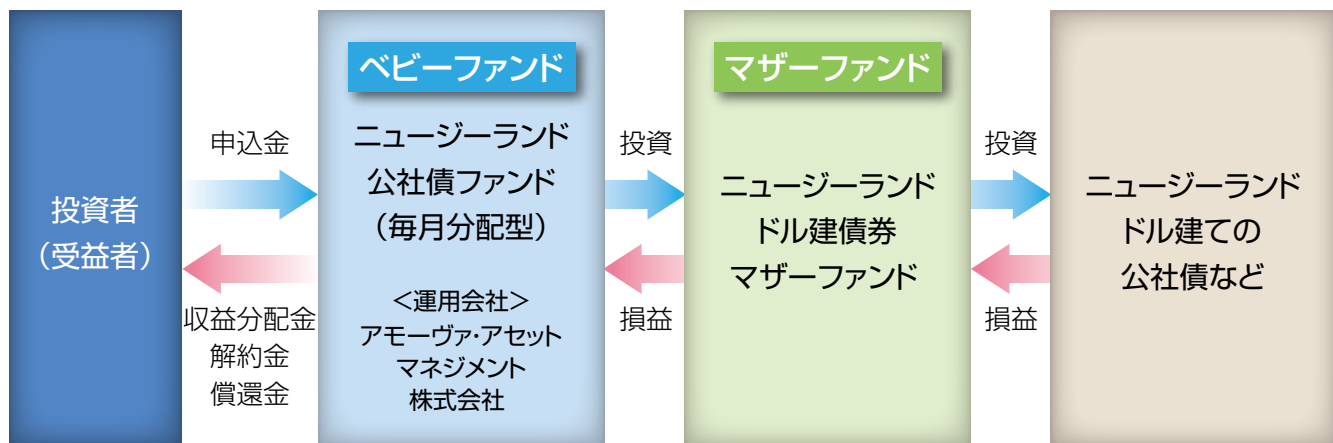 投資者
（受益者）
申込金
収益分配金
解約金
償還金
ベビーファンド
ニュージーランド
公社債ファンド
（毎月分配型）
＜運用会社＞
アモーヴァ・アセット
マネジメント
株式会社
投資
損益
マザーファンド
ニュージーランド
ドル建債券
マザーファンド
投資
損益
ニュージーランド
ドル建ての
公社債など